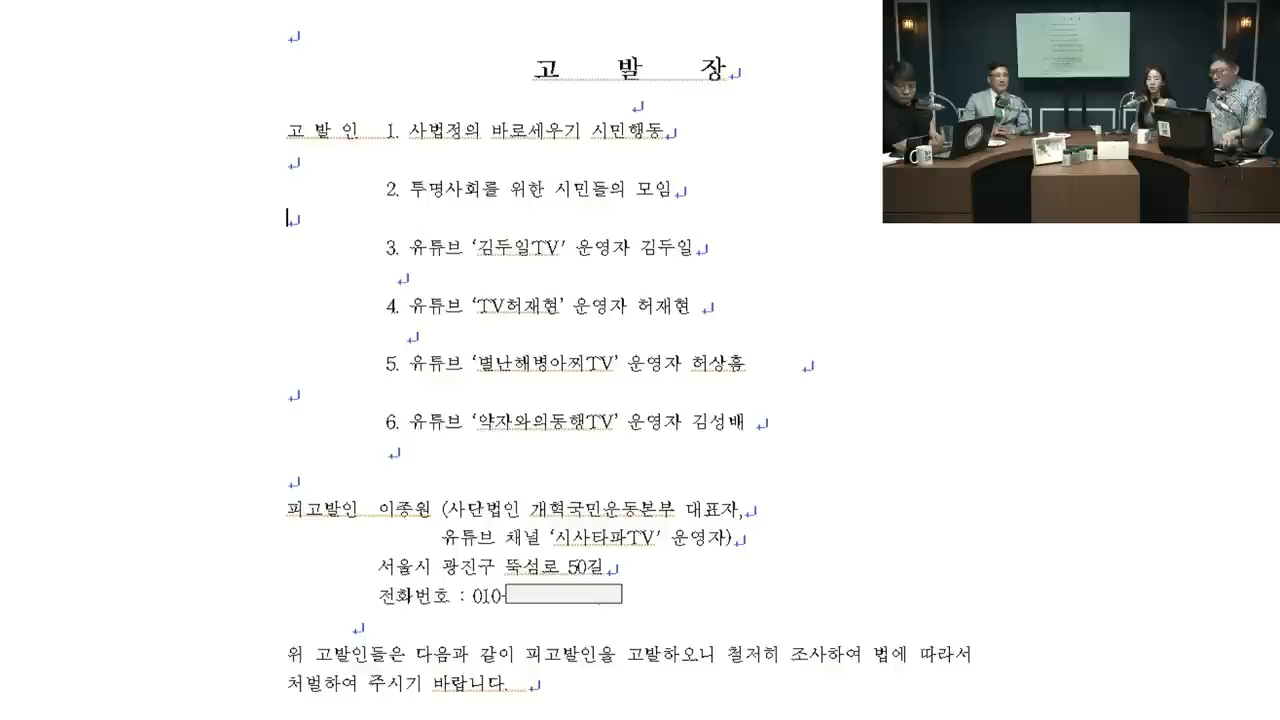 고 발 장
고 발 인 1. 사법정의 바로세우기 시민행동
2. 투명사회를 위한 시민들의 모임
3. 유튜브 ‘김두일TV’ 운영자 김두일
4. 유튜브 ‘TV허재현’ 운영자 허재현
5. 유튜브 ‘별난해병아찌TV’ 운영자 허상흠
6. 유튜브 ‘약자와의동행TV’ 운영자 김성배
피고발인 이종원 (사단법인 개혁국민운동본부 대표자,
유튜브 채널 ‘시사타파TV’ 운영자)
서울시 광진구 뚝섬로 50길
전화번호 : 010-
위 고발인들은 다음과 같이 피고발인을 고발하오니 철저히 조사하여 법에 따라서
처벌하여 주시기 바랍니다.